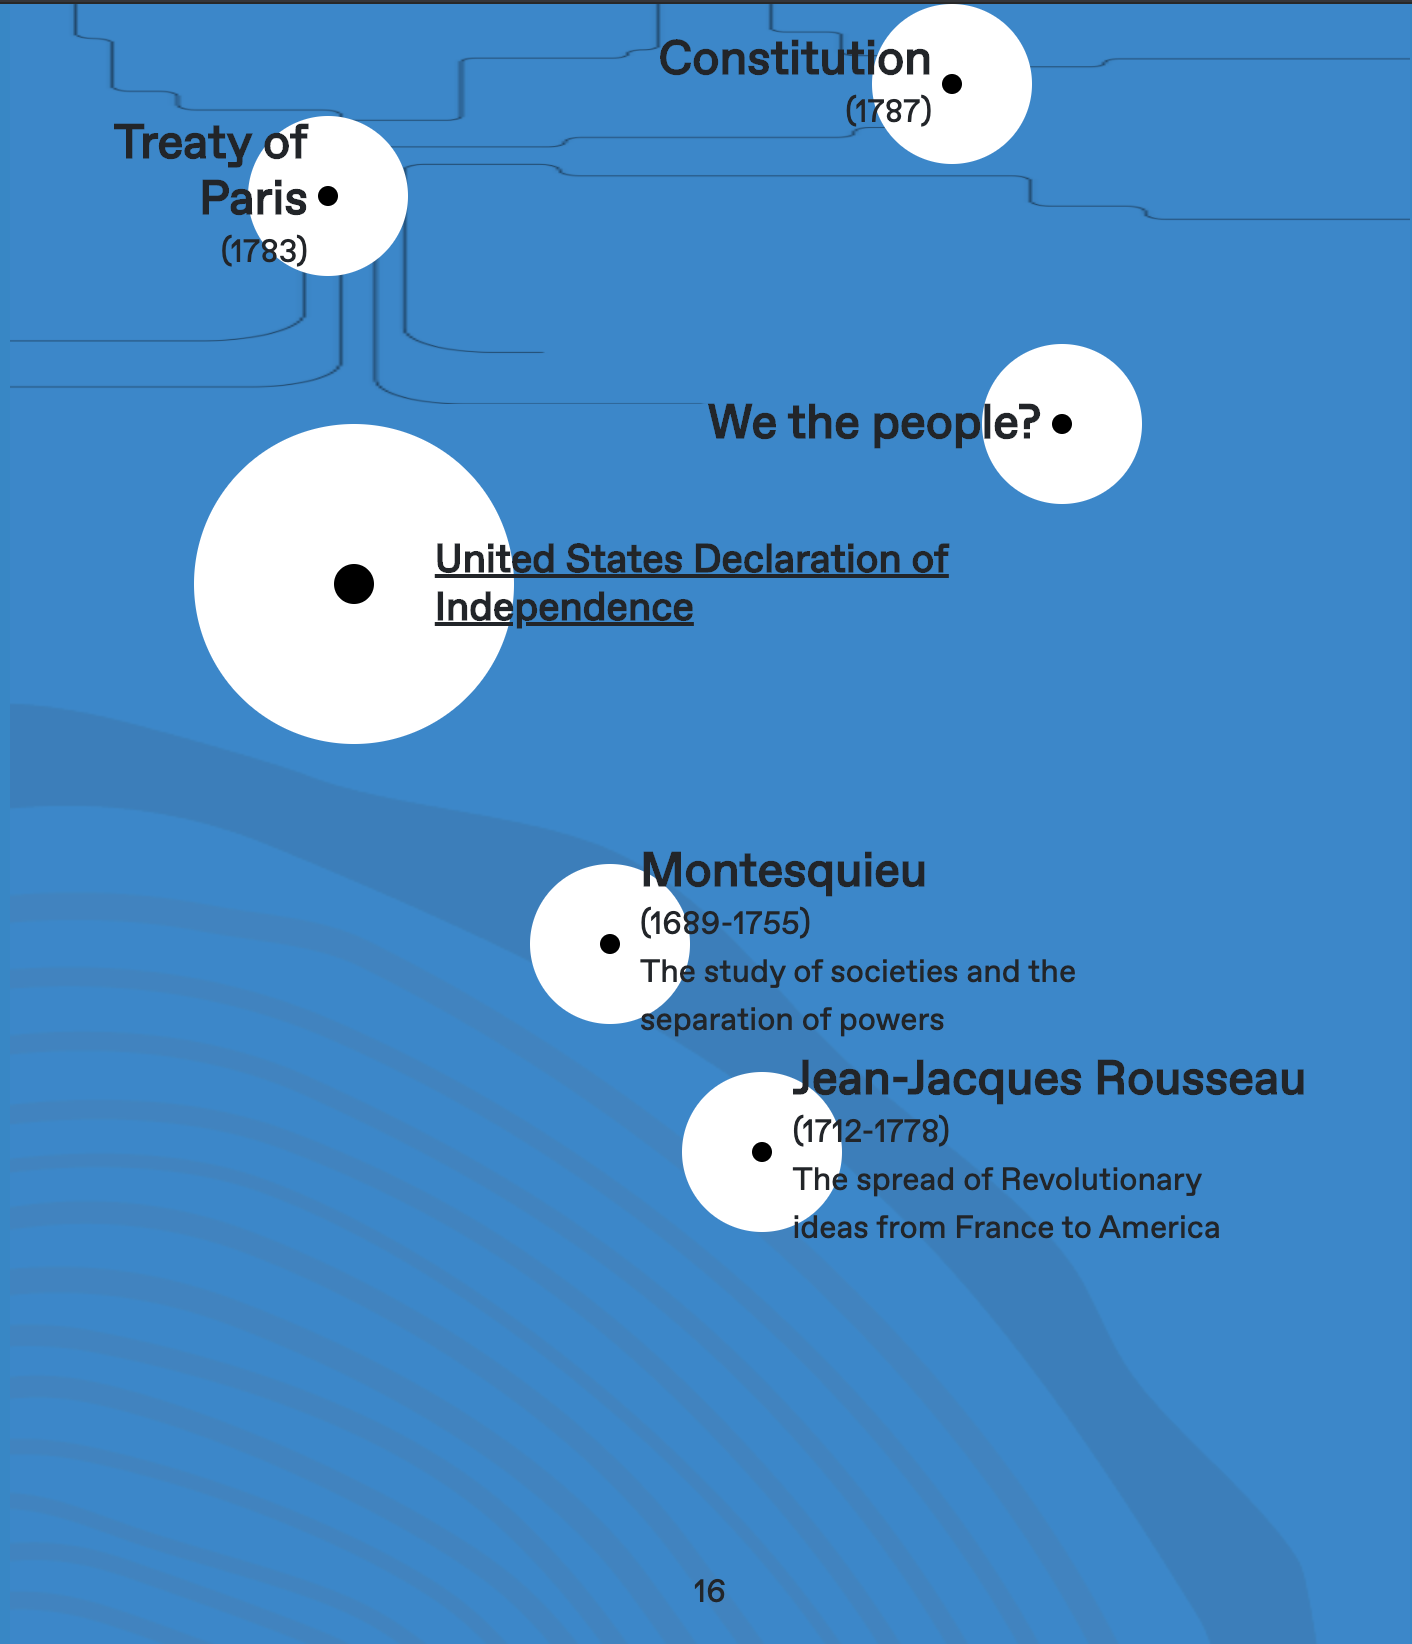 Constitution
(1787)
Treaty of
Paris
(1783)
We the people?
United States Declaration of
Independence
Montesquieu
(1689-1755)
The study of societies and the
separation of powers
Jean-Jacques Rousseau
(1712-1778)
The spread of Revolutionary
ideas from France to America
16